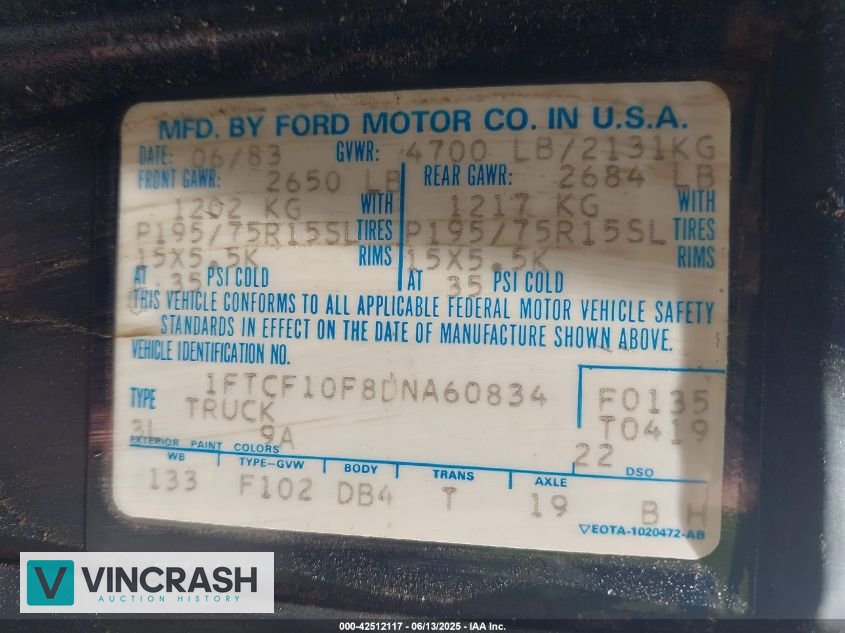 MFD. BY FORD MOTOR CO. IN U.S.A.
DATE: 06/83 GVWR: 4700 LB/2131KG
FRONT GAWR: 2650 LB REAR GAWR: 2684 LB
1202 KG WITH 1217 KG WITH
P195/75R15SL TIRES P195/75R15SL TIRES
15X5.5K RIMS 15X5.5K RIMS
AT 35 PSI COLD AT 35 PSI COLD
THIS VEHICLE CONFORMS TO ALL APPLICABLE FEDERAL MOTOR VEHICLE SAFETY
STANDARDS IN EFFECT ON THE DATE OF MANUFACTURE SHOWN ABOVE.
VEHICLE IDENTIFICATION NO.
1FTCF10F8DNA60834 F0135
TYPE TRUCK T0419
3L 9A
EXTERIOR PAINT COLORS 22 DSO
WB TYPE-GVW BODY TRANS AXLE
133 F102 DB4 T 19 B H
▽EOTA-1020472-AB
V VINCRASH
AUCTION HISTORY
000-42512117 - 06/13/2025 - IAA Inc.